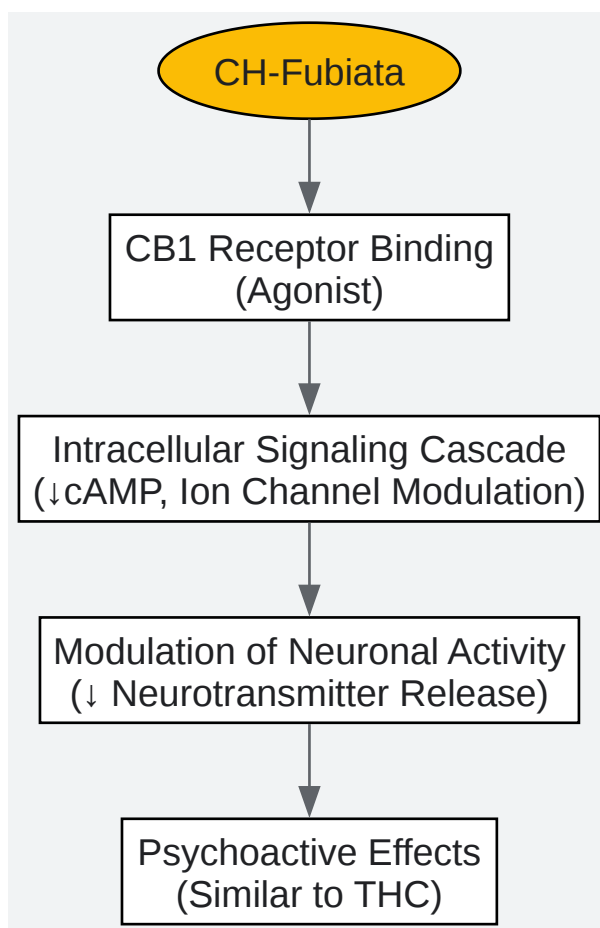 CH-Fubiata
CB1 Receptor Binding
(Agonist)
Intracellular Signaling Cascade
(↓cAMP, Ion Channel Modulation)
Modulation of Neuronal Activity
(↓ Neurotransmitter Release)
Psychoactive Effects
(Similar to THC)